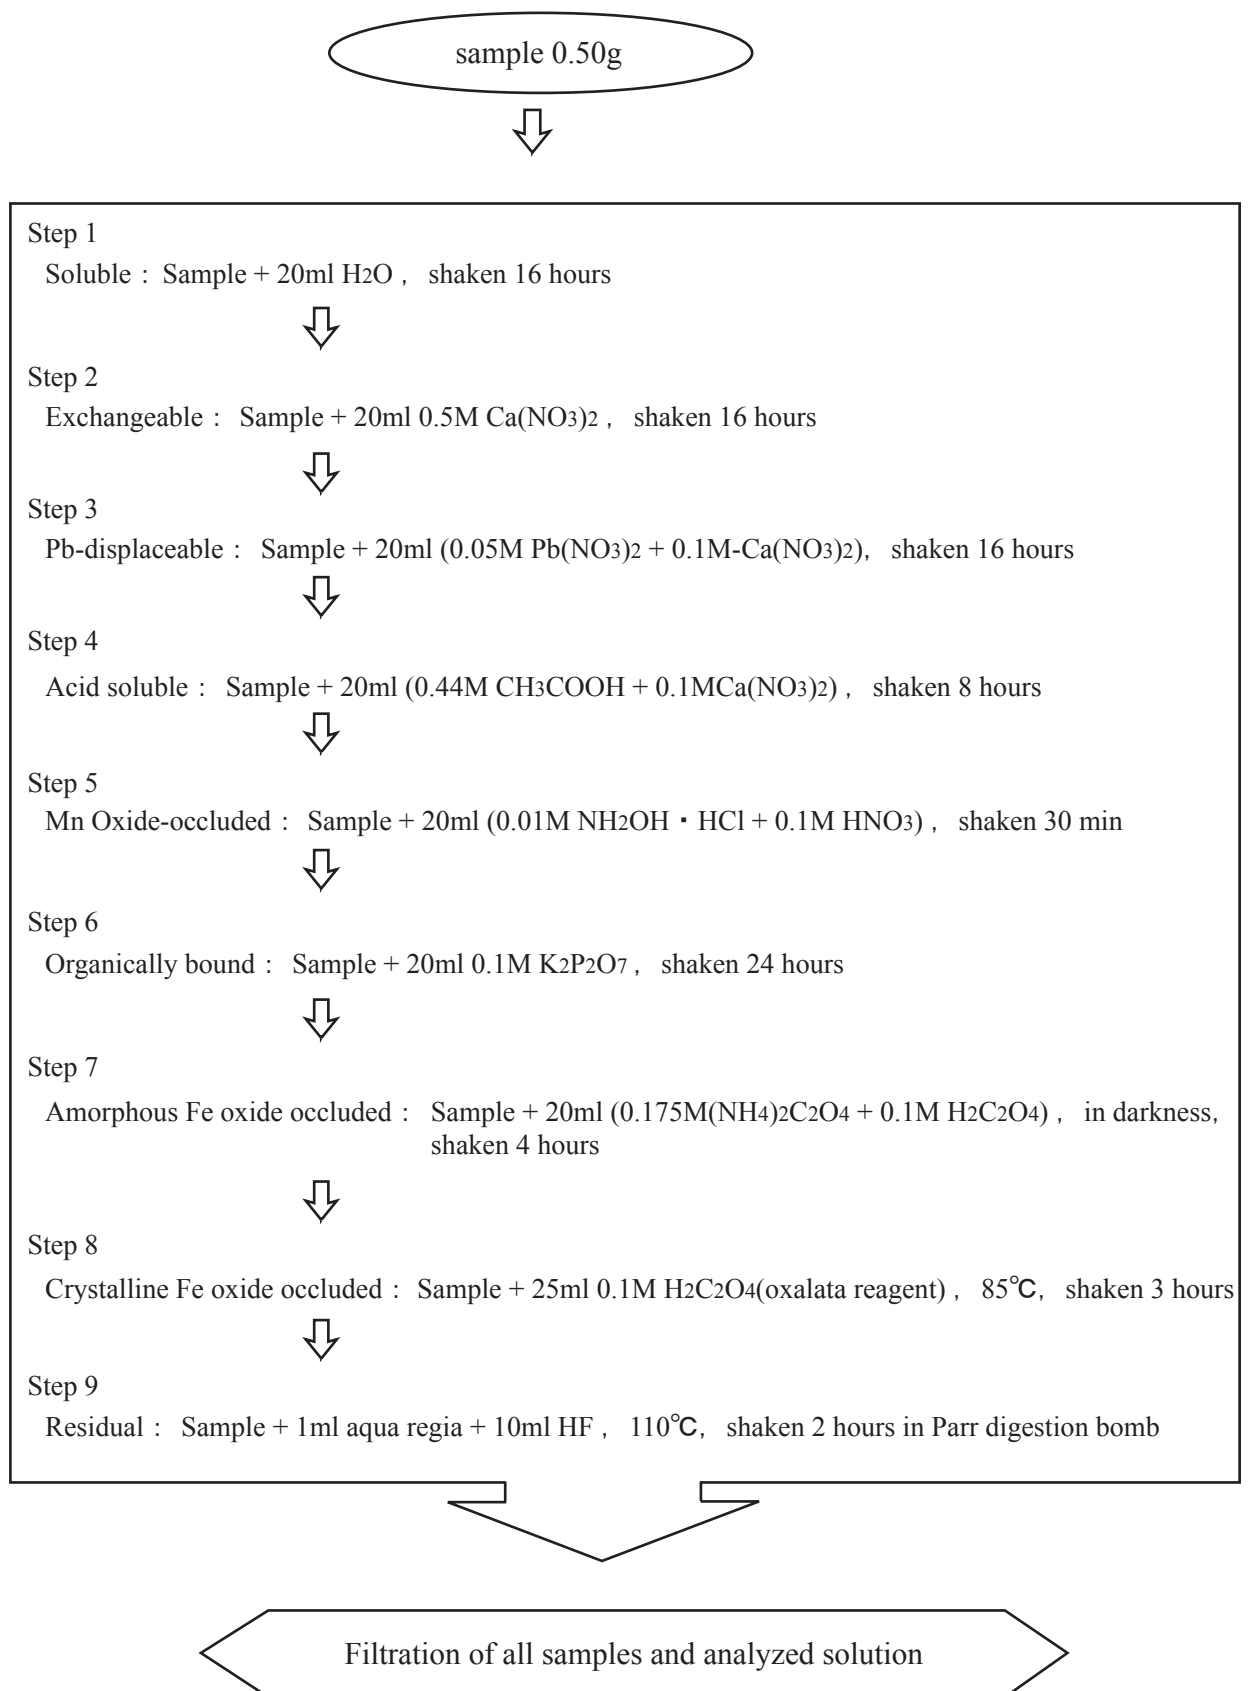 sample 0.50g
Step 1
Soluble : Sample + 20ml H2O , shaken 16 hours
Step 2
Exchangeable : Sample + 20ml 0.5M Ca(NO3)2 , shaken 16 hours
Step 3
Pb-displaceable : Sample + 20ml (0.05M Pb(NO3)2 + 0.1M-Ca(NO3)2), shaken 16 hours
Step 4
Acid soluble : Sample + 20ml (0.44M CH3COOH + 0.1MCa(NO3)2) , shaken 8 hours
Step 5
Mn Oxide-occluded : Sample + 20ml (0.01M NH2OH・HCl + 0.1M HNO3) , shaken 30 min
Step 6
Organically bound : Sample + 20ml 0.1M K2P2O7 , shaken 24 hours
Step 7
Amorphous Fe oxide occluded : Sample + 20ml (0.175M(NH4)2C2O4 + 0.1M H2C2O4) , in darkness,
shaken 4 hours
Step 8
Crystalline Fe oxide occluded : Sample + 25ml 0.1M H2C2O4(oxalata reagent) , 85℃, shaken 3 hours
Step 9
Residual : Sample + 1ml aqua regia + 10ml HF , 110℃, shaken 2 hours in Parr digestion bomb
Filtration of all samples and analyzed solution